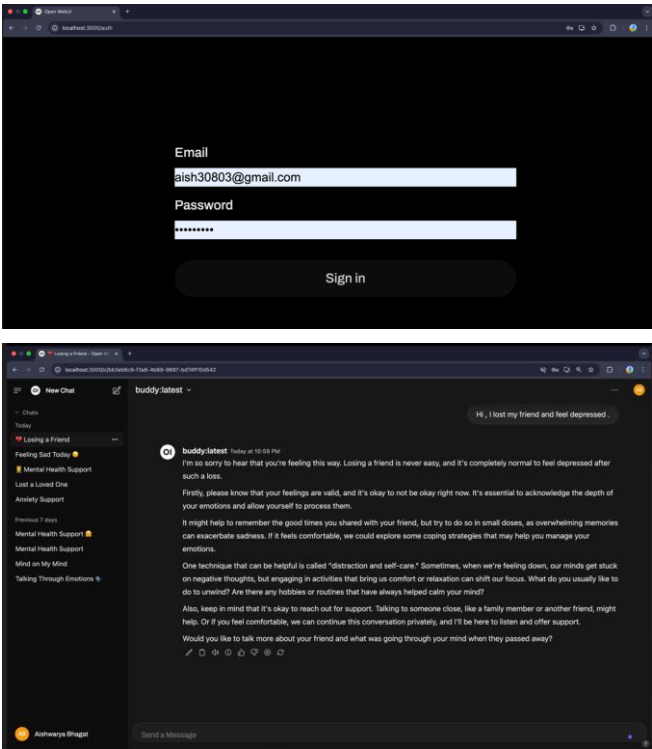 Open WebUI
localhost:3000/auth
Email
aish30803@gmail.com
Password
•••••••••
Sign in
Losing a Friend - Open
New Chat
buddy:latest
Chats
Hi , I lost my friend and feel depressed .
Today
Losing a Friend
Feeling Sad Today
Mental Health Support
Lost a Loved One
Anxiety Support
Previous 7 days
Mental Health Support
Mental Health Support
Mind on My Mind
Talking Through Emotions
OI
buddy:latest Today at 10:59 PM
I'm so sorry to hear that you're feeling this way. Losing a friend is never easy, and it's completely normal to feel depressed after
such a loss.
Firstly, please know that your feelings are valid, and it's okay to not be okay right now. It's essential to acknowledge the depth of
your emotions and allow yourself to process them.
It might help to remember the good times you shared with your friend, but try to do so in small doses, as overwhelming memories
can exacerbate sadness. If it feels comfortable, we could explore some coping strategies that may help you manage your
emotions.
One technique that can be helpful is called "distraction and self-care." Sometimes, when we're feeling down, our minds get stuck
on negative thoughts, but engaging in activities that bring us comfort or relaxation can shift our focus. What do you usually like to
do to unwind? Are there any hobbies or routines that have always helped calm your mind?
Also, keep in mind that it's okay to reach out for support. Talking to someone close, like a family member or another friend, might
help. Or if you feel comfortable, we can continue this conversation privately, and I'll be here to listen and offer support.
Would you like to talk more about your friend and what was going through your mind when they passed away?
AB
Aishwarya Bhagat
Send a Message